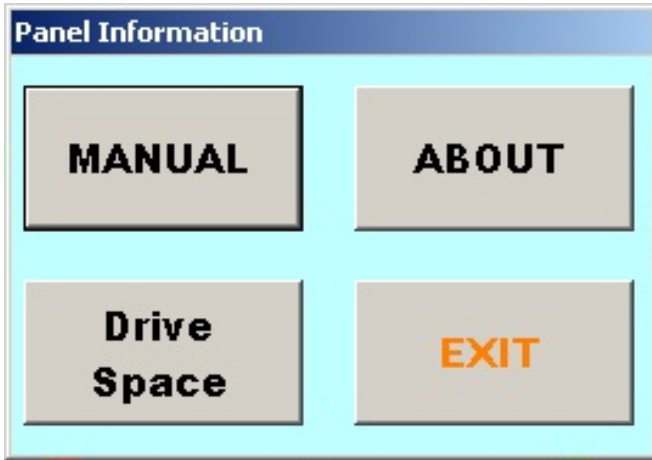 Panel Information
MANUAL
ABOUT
Drive
Space
EXIT